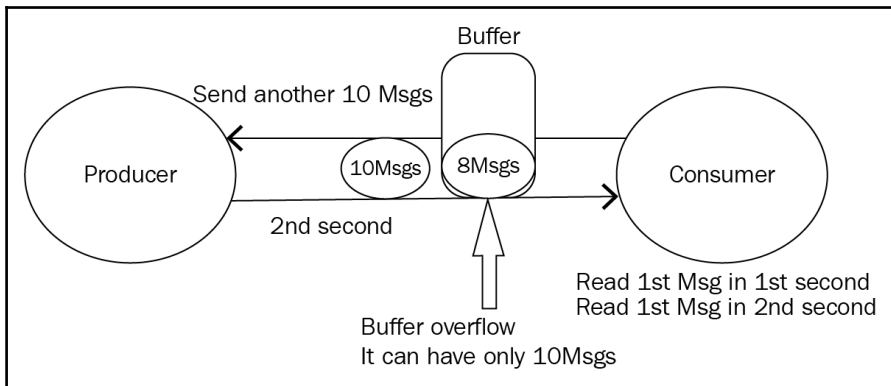 Buffer
Send another 10 Msgs
Producer
10Msgs
8Msgs
Consumer
2nd second
Read 1st Msg in 1st second
Read 1st Msg in 2nd second
Buffer overflow
It can have only 10Msgs